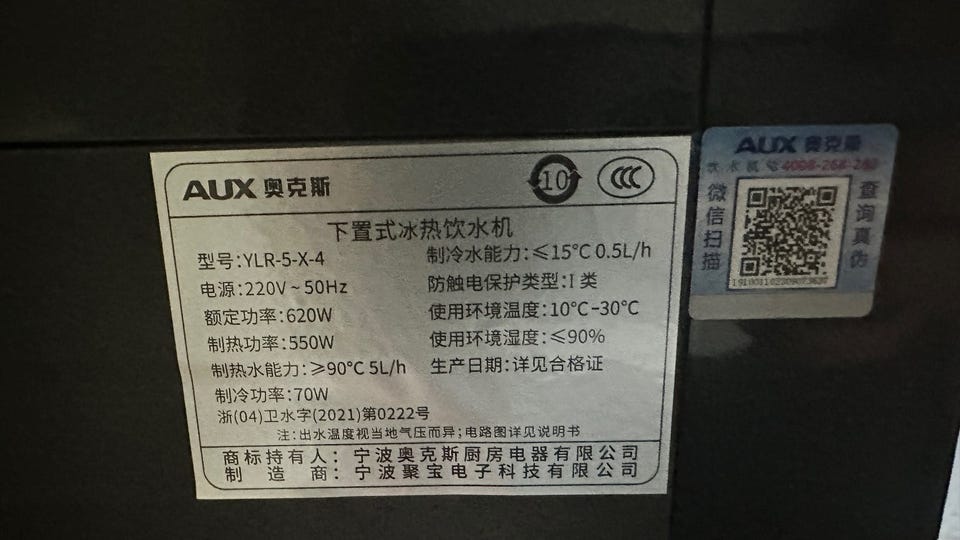 AUX 奥克斯
10
CCC
下置式冰热饮水机
型号:YLR-5-X-4
电源:220V~50Hz
额定功率:620W
制热功率:550W
制热水能力:≥90℃ 5L/h
制冷功率:70W
制冷水能力:≤15℃ 0.5L/h
防触电保护类型:I 类
使用环境温度:10℃-30℃
使用环境湿度:≤90%
生产日期:详见合格证
浙(04)卫水字(2021)第0222号
注:出水温度视当地气压而异;电路图详见说明书
商标持有人:宁波奥克斯厨房电器有限公司
制造商:宁波聚宝电子科技有限公司
AUX 奥克斯
饮水机 4008-268-268
微信扫描
查询真伪